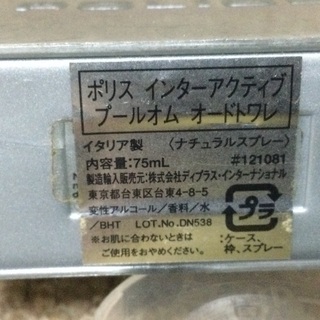 ポリス インターアクティブ
プールオム オードトワレ
イタリア製 〈ナチュラルスプレー〉
内容量:75mL #121081
製造輸入販売元:株式会社ディプラス・インターナショナル
東京都台東区台東4-8-5
変性アルコール/香料/水
/BHT LOT.No.DN538
※お肌に合わないときは
ご使用をおやめください。
プラ
:ケース、
枠、スプレー